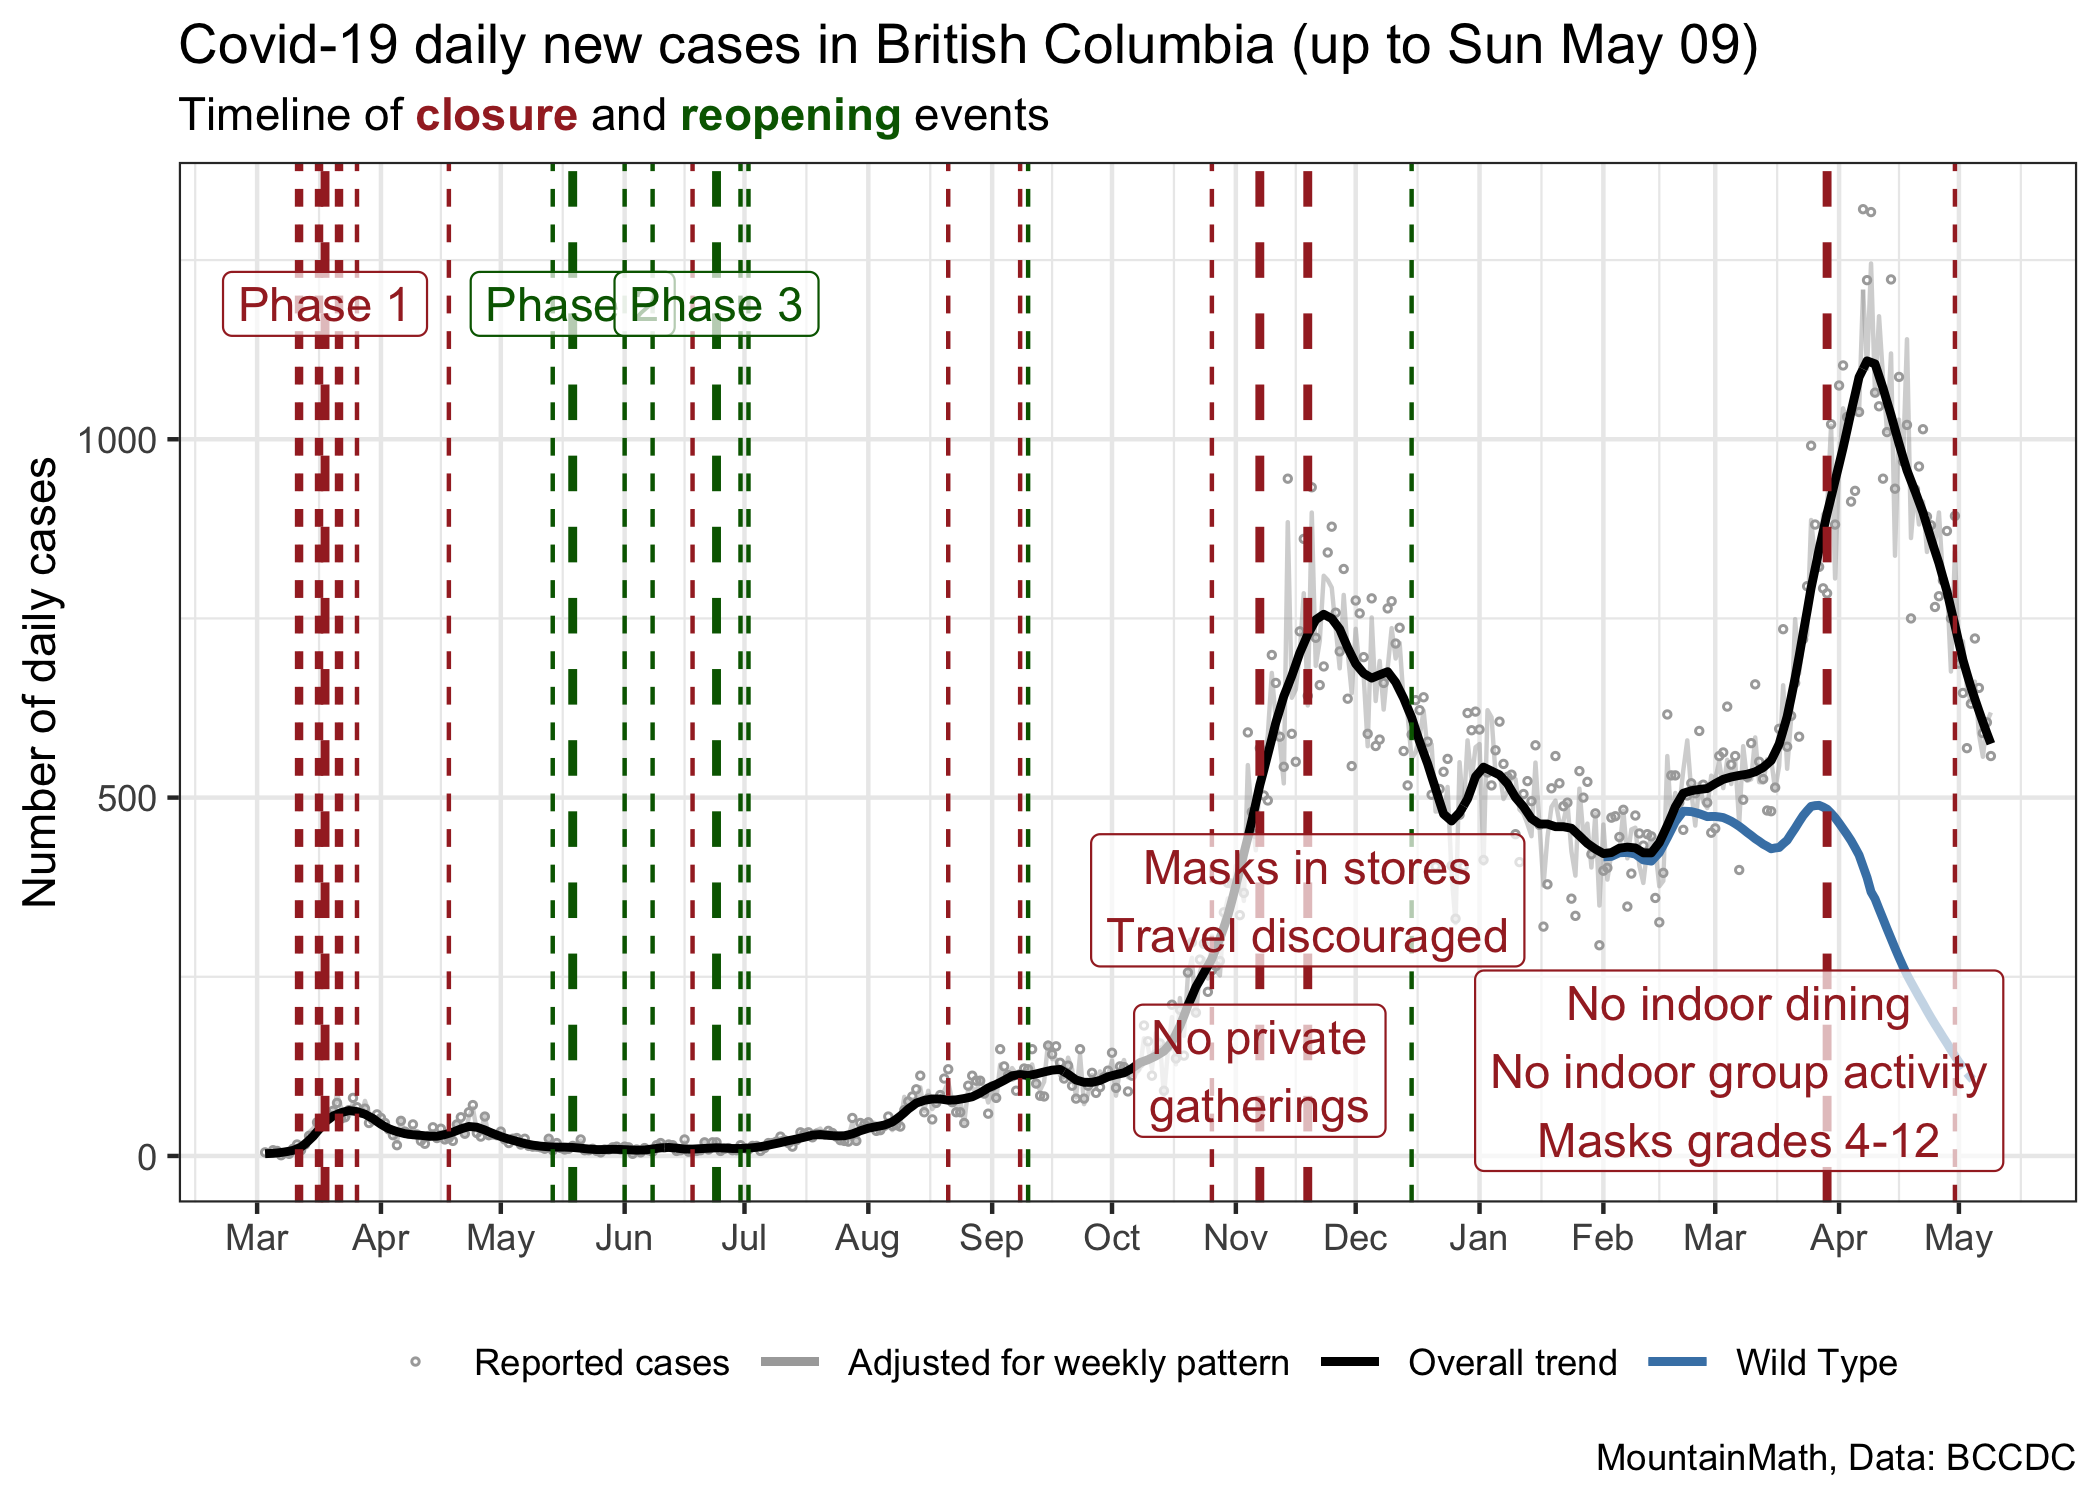 Covid-19 daily new cases in British Columbia (up to Sun May 09)
Timeline of closure and reopening events
Number of daily cases
1000
500
0
Phase 1
Phase 2
Phase 3
Masks in stores
Travel discouraged
No private
gatherings
No indoor dining
No indoor group activity
Masks grades 4-12
Mar Apr May Jun Jul Aug Sep Oct Nov Dec Jan Feb Mar Apr May
Reported cases Adjusted for weekly pattern Overall trend Wild Type
MountainMath, Data: BCCDC